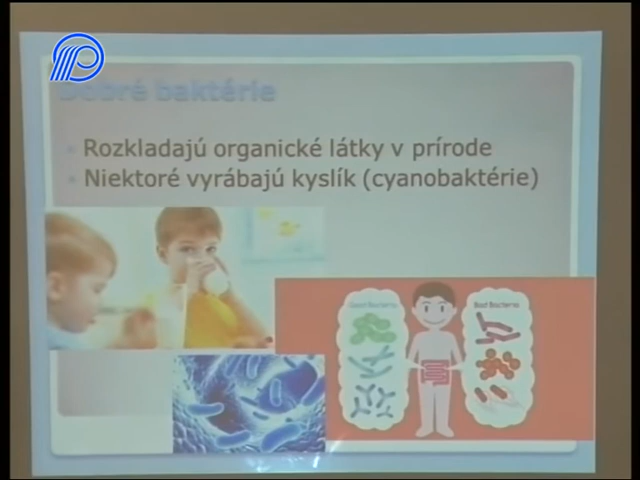 Dobré baktérie
Rozkladajú organické látky v prírode
Niektoré vyrábajú kyslík (cyanobaktérie)
Good Bacteria
Bad Bacteria